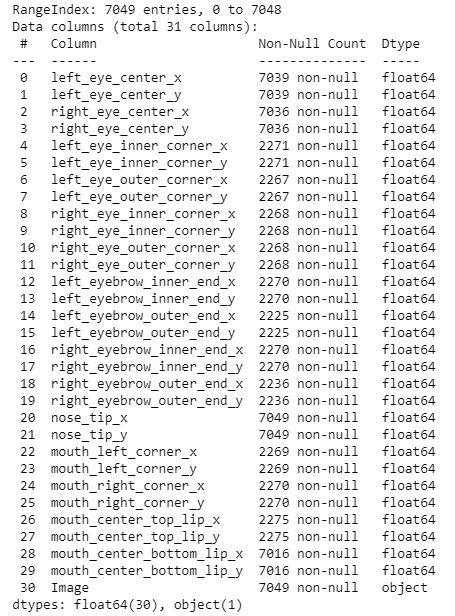 RangeIndex: 7049 entries, 0 to 7048
Data columns (total 31 columns):
 #   Column                     Non-Null Count  Dtype
---  ------                     --------------  -----
 0   left_eye_center_x          7039 non-null   float64
 1   left_eye_center_y          7039 non-null   float64
 2   right_eye_center_x         7036 non-null   float64
 3   right_eye_center_y         7036 non-null   float64
 4   left_eye_inner_corner_x    2271 non-null   float64
 5   left_eye_inner_corner_y    2271 non-null   float64
 6   left_eye_outer_corner_x    2267 non-null   float64
 7   left_eye_outer_corner_y    2267 non-null   float64
 8   right_eye_inner_corner_x   2268 non-null   float64
 9   right_eye_inner_corner_y   2268 non-null   float64
 10  right_eye_outer_corner_x   2268 non-null   float64
 11  right_eye_outer_corner_y   2268 non-null   float64
 12  left_eyebrow_inner_end_x   2270 non-null   float64
 13  left_eyebrow_inner_end_y   2270 non-null   float64
 14  left_eyebrow_outer_end_x   2225 non-null   float64
 15  left_eyebrow_outer_end_y   2225 non-null   float64
 16  right_eyebrow_inner_end_x  2270 non-null   float64
 17  right_eyebrow_inner_end_y  2270 non-null   float64
 18  right_eyebrow_outer_end_x  2236 non-null   float64
 19  right_eyebrow_outer_end_y  2236 non-null   float64
 20  nose_tip_x                 7049 non-null   float64
 21  nose_tip_y                 7049 non-null   float64
 22  mouth_left_corner_x        2269 non-null   float64
 23  mouth_left_corner_y        2269 non-null   float64
 24  mouth_right_corner_x       2270 non-null   float64
 25  mouth_right_corner_y       2270 non-null   float64
 26  mouth_center_top_lip_x     2275 non-null   float64
 27  mouth_center_top_lip_y     2275 non-null   float64
 28  mouth_center_bottom_lip_x  7016 non-null   float64
 29  mouth_center_bottom_lip_y  7016 non-null   float64
 30  Image                      7049 non-null   object
dtypes: float64(30), object(1)